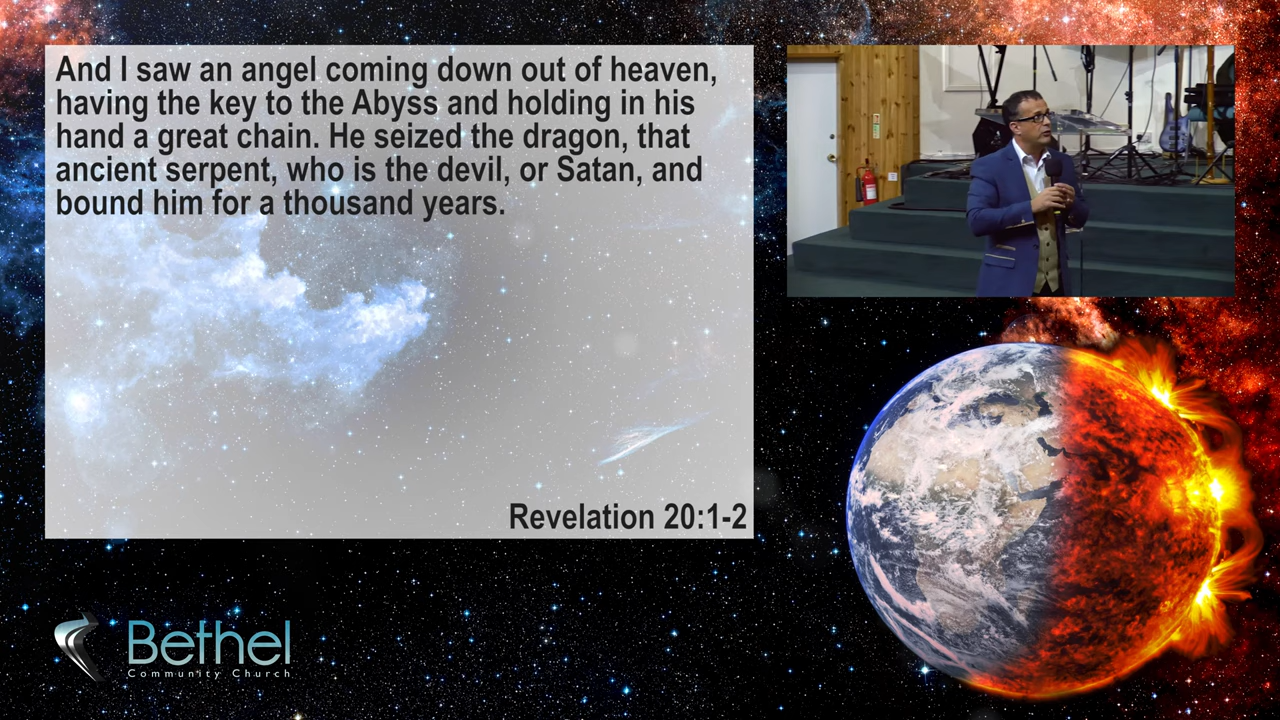 And I saw an angel coming down out of heaven,
having the key to the Abyss and holding in his
hand a great chain. He seized the dragon, that
ancient serpent, who is the devil, or Satan, and
bound him for a thousand years.
Revelation 20:1-2
Bethel
Community Church